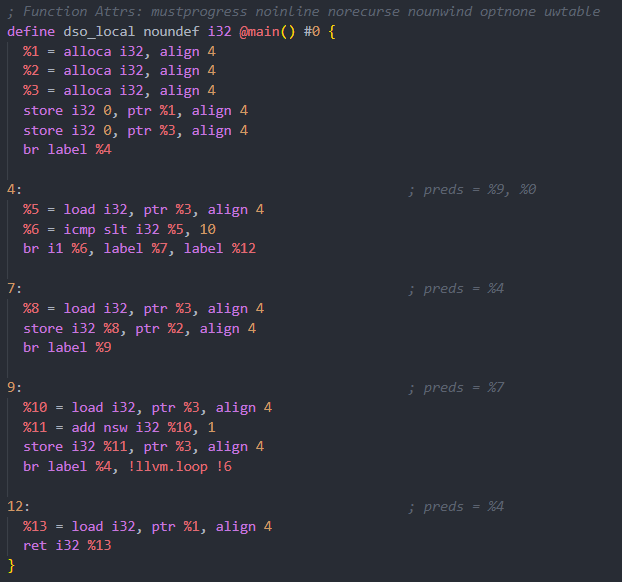 ; Function Attrs: mustprogress noinline norecurse nounwind optnone uwtable
define dso_local noundef i32 @main() #0 {
  %1 = alloca i32, align 4
  %2 = alloca i32, align 4
  %3 = alloca i32, align 4
  store i32 0, ptr %1, align 4
  store i32 0, ptr %3, align 4
  br label %4

4:                                                ; preds = %9, %0
  %5 = load i32, ptr %3, align 4
  %6 = icmp slt i32 %5, 10
  br i1 %6, label %7, label %12

7:                                                ; preds = %4
  %8 = load i32, ptr %3, align 4
  store i32 %8, ptr %2, align 4
  br label %9

9:                                                ; preds = %7
  %10 = load i32, ptr %3, align 4
  %11 = add nsw i32 %10, 1
  store i32 %11, ptr %3, align 4
  br label %4, !llvm.loop !6

12:                                               ; preds = %4
  %13 = load i32, ptr %1, align 4
  ret i32 %13
}